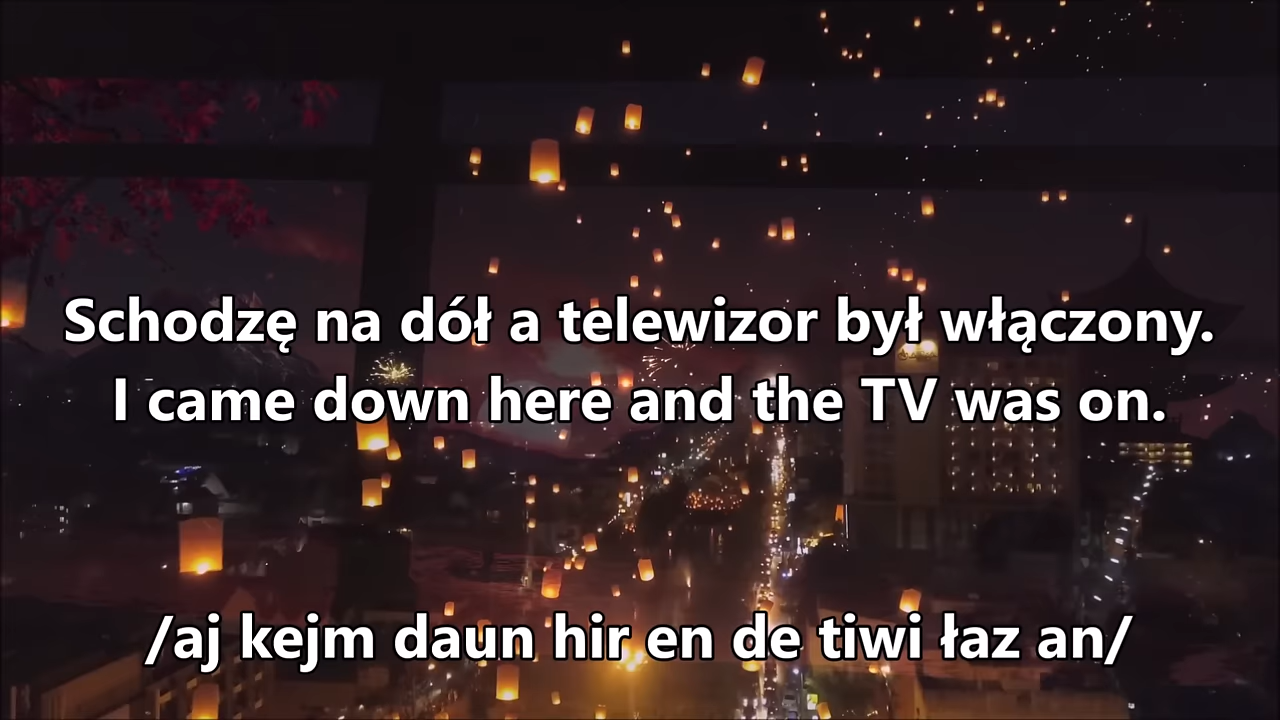 Schodzę na dół a telewizor był włączony.
I came down here and the TV was on.
/aj kejm daun hir en de tiwi łaz an/